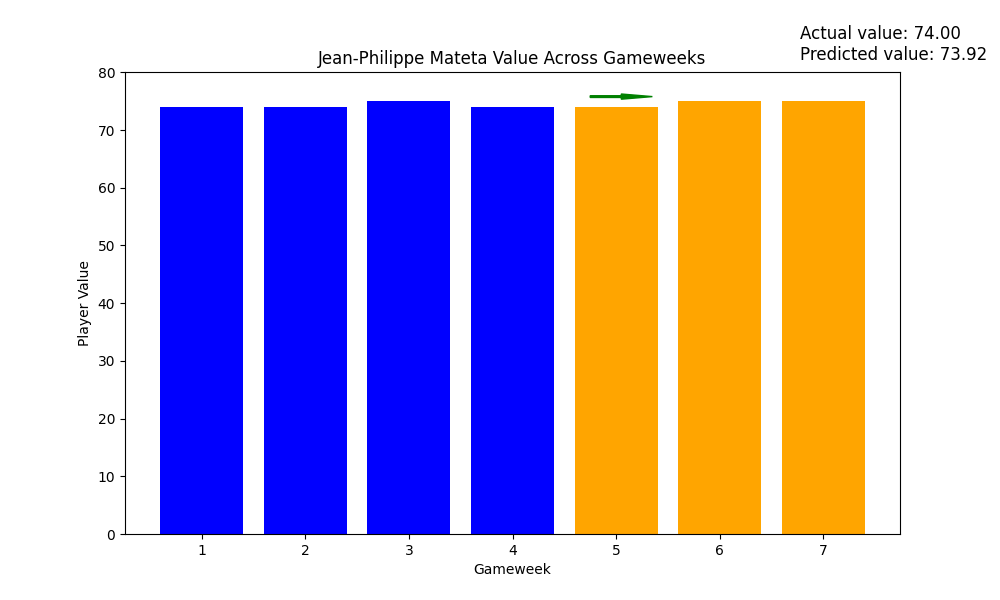 Actual value: 74.00
Predicted value: 73.92
Jean-Philippe Mateta Value Across Gameweeks
Player Value
80
70
60
50
40
30
20
10
0
1 2 3 4 5 6 7
Gameweek